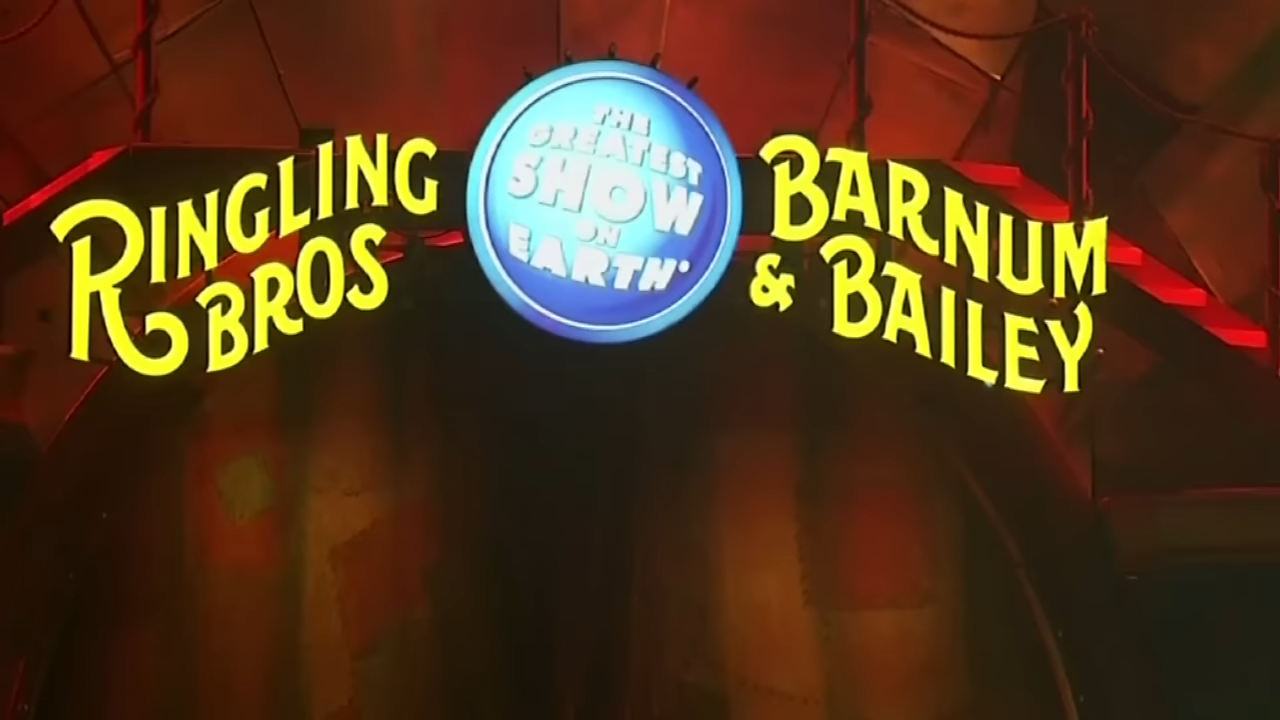 RINGLING
BROS
THE
GREATEST
SHOW
ON
EARTH
BARNUM
& BAILEY